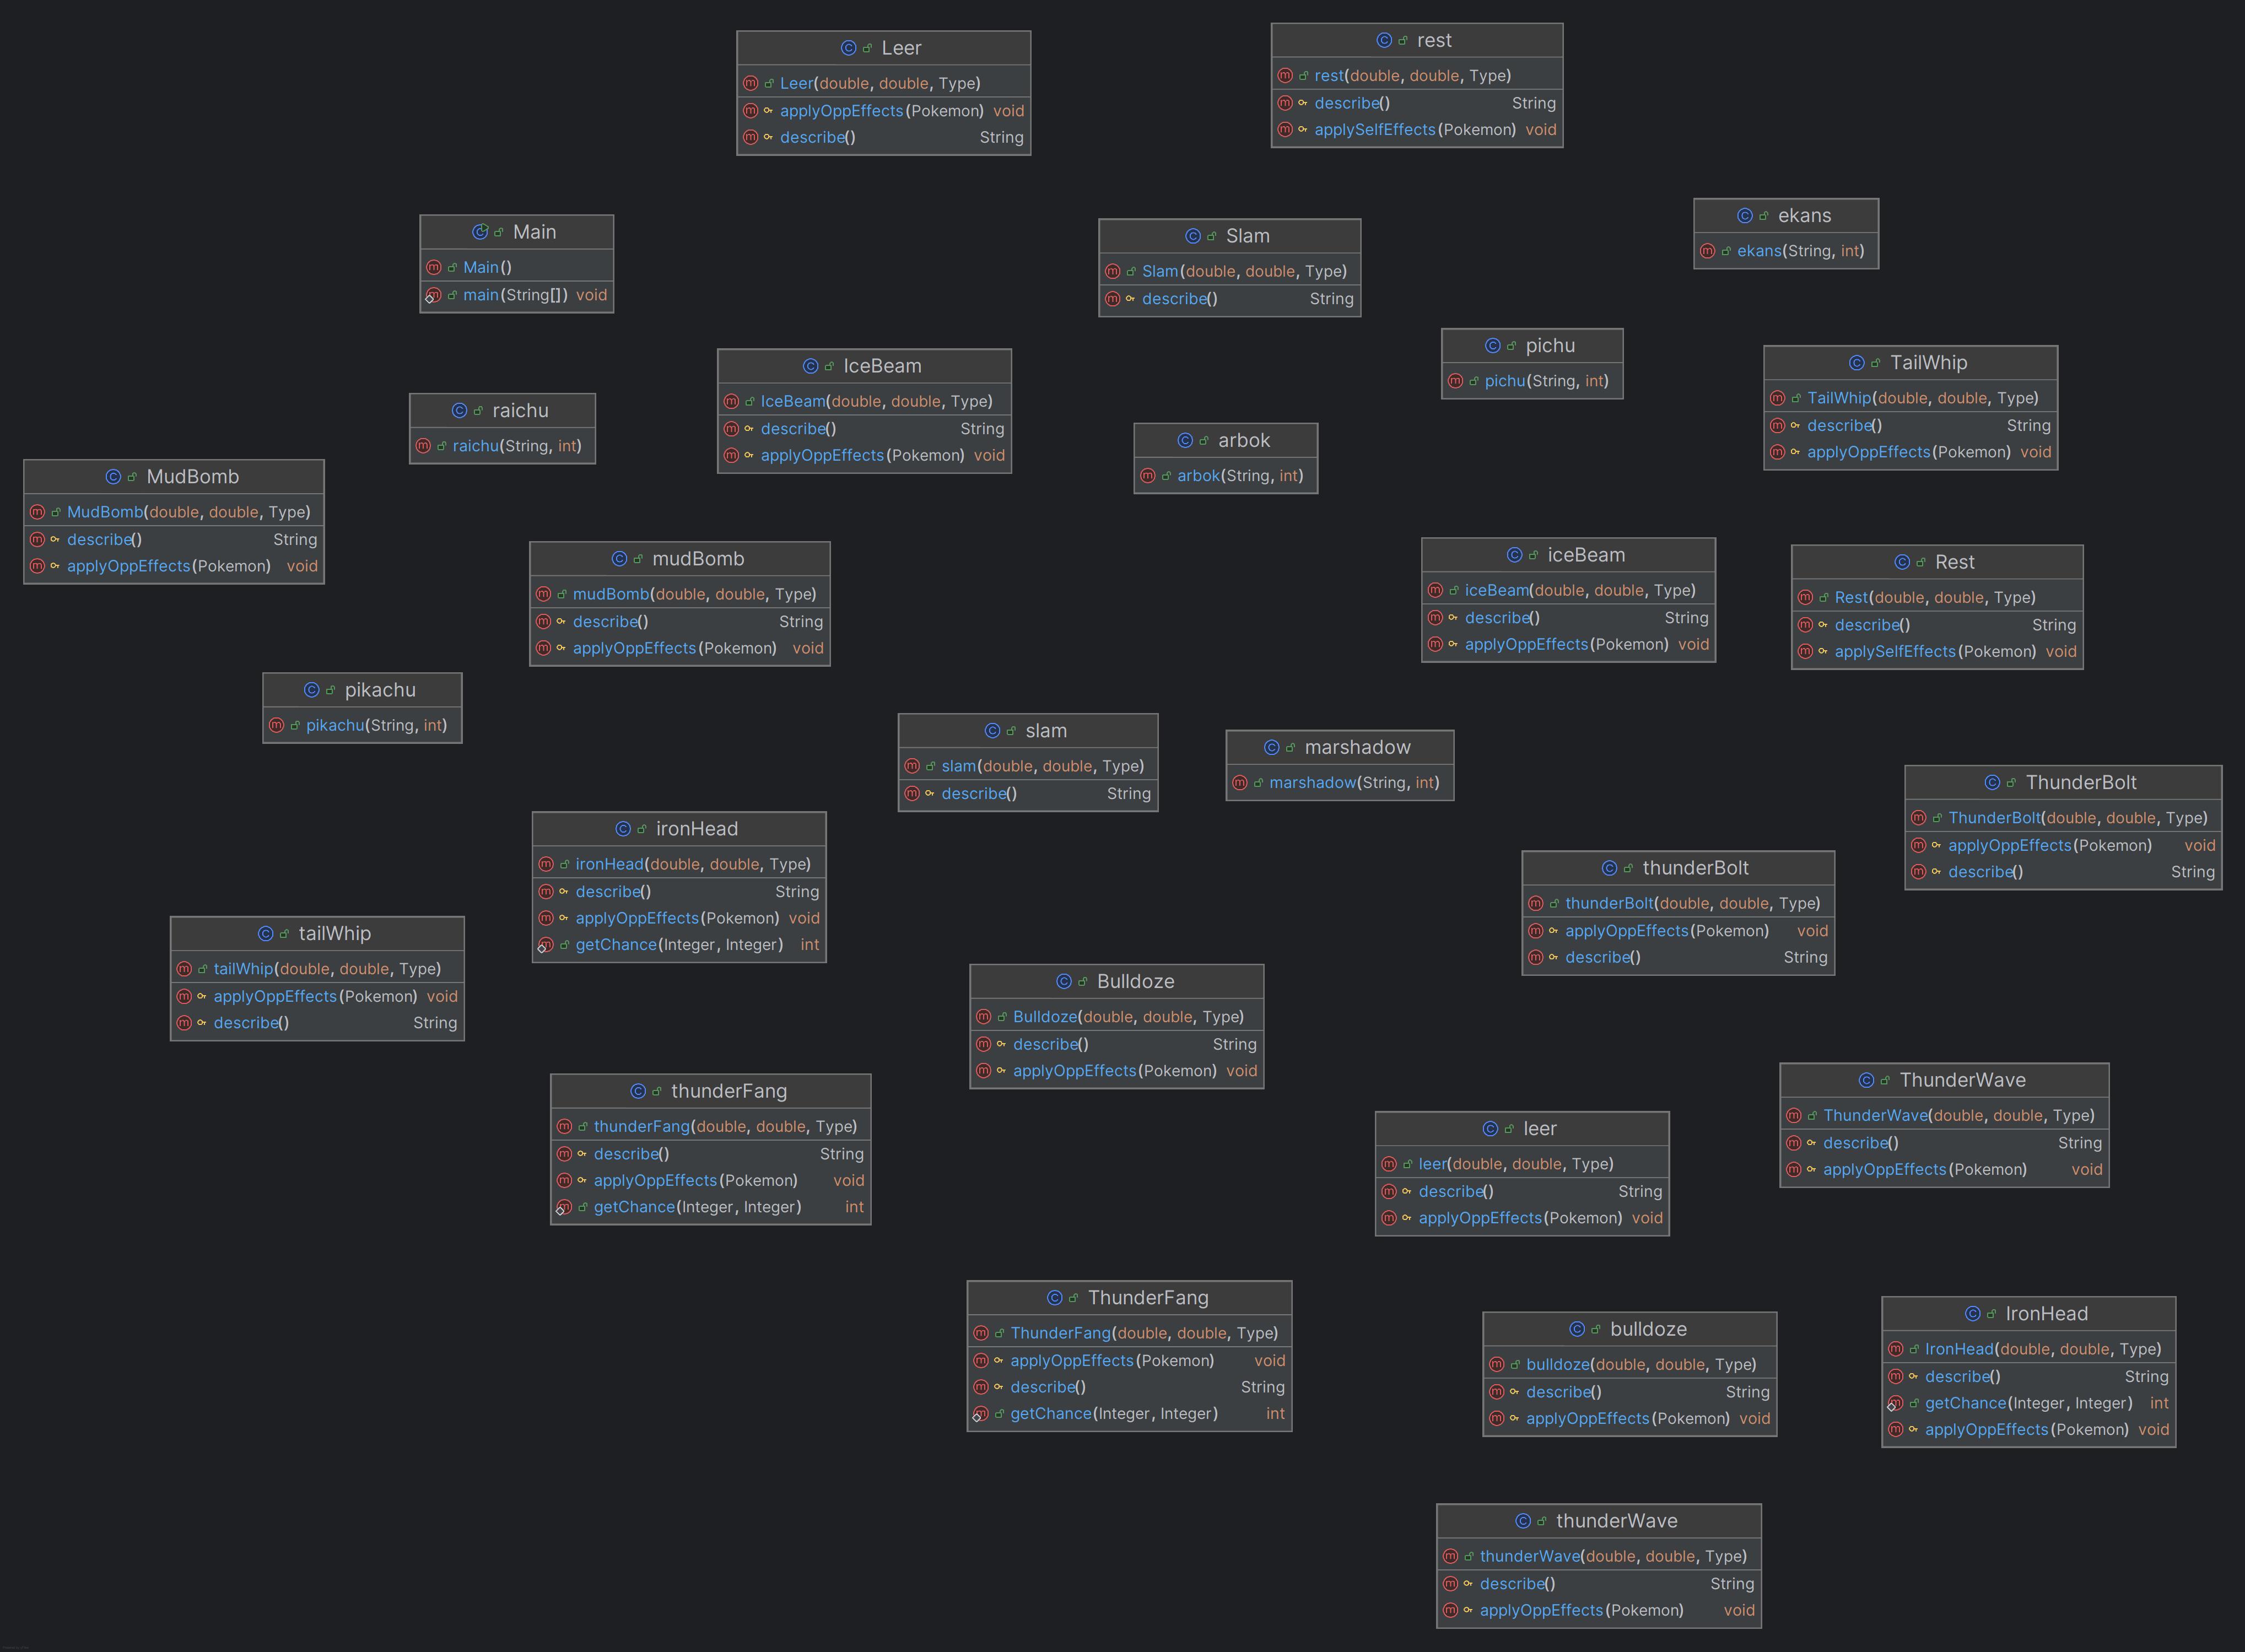 Leer
Leer(double, double, Type)
applyOppEffects(Pokemon) void
describe() String
rest
rest(double, double, Type)
describe() String
applySelfEffects(Pokemon) void
ekans
ekans(String, int)
Main
Main()
main(String[]) void
Slam
Slam(double, double, Type)
describe() String
pichu
pichu(String, int)
TailWhip
TailWhip(double, double, Type)
describe() String
applyOppEffects(Pokemon) void
IceBeam
IceBeam(double, double, Type)
describe() String
applyOppEffects(Pokemon) void
raichu
raichu(String, int)
arbok
arbok(String, int)
MudBomb
MudBomb(double, double, Type)
describe() String
applyOppEffects(Pokemon) void
mudBomb
mudBomb(double, double, Type)
describe() String
applyOppEffects(Pokemon) void
iceBeam
iceBeam(double, double, Type)
describe() String
applyOppEffects(Pokemon) void
Rest
Rest(double, double, Type)
describe() String
applySelfEffects(Pokemon) void
pikachu
pikachu(String, int)
slam
slam(double, double, Type)
describe() String
marshadow
marshadow(String, int)
ThunderBolt
ThunderBolt(double, double, Type)
applyOppEffects(Pokemon) void
describe() String
ironHead
ironHead(double, double, Type)
describe() String
applyOppEffects(Pokemon) void
getChance(Integer, Integer) int
thunderBolt
thunderBolt(double, double, Type)
applyOppEffects(Pokemon) void
describe() String
tailWhip
tailWhip(double, double, Type)
applyOppEffects(Pokemon) void
describe() String
Bulldoze
Bulldoze(double, double, Type)
describe() String
applyOppEffects(Pokemon) void
thunderFang
thunderFang(double, double, Type)
describe() String
applyOppEffects(Pokemon) void
getChance(Integer, Integer) int
ThunderWave
ThunderWave(double, double, Type)
describe() String
applyOppEffects(Pokemon) void
leer
leer(double, double, Type)
describe() String
applyOppEffects(Pokemon) void
ThunderFang
ThunderFang(double, double, Type)
applyOppEffects(Pokemon) void
describe() String
getChance(Integer, Integer) int
bulldoze
bulldoze(double, double, Type)
describe() String
applyOppEffects(Pokemon) void
IronHead
IronHead(double, double, Type)
describe() String
getChance(Integer, Integer) int
applyOppEffects(Pokemon) void
thunderWave
thunderWave(double, double, Type)
describe() String
applyOppEffects(Pokemon) void